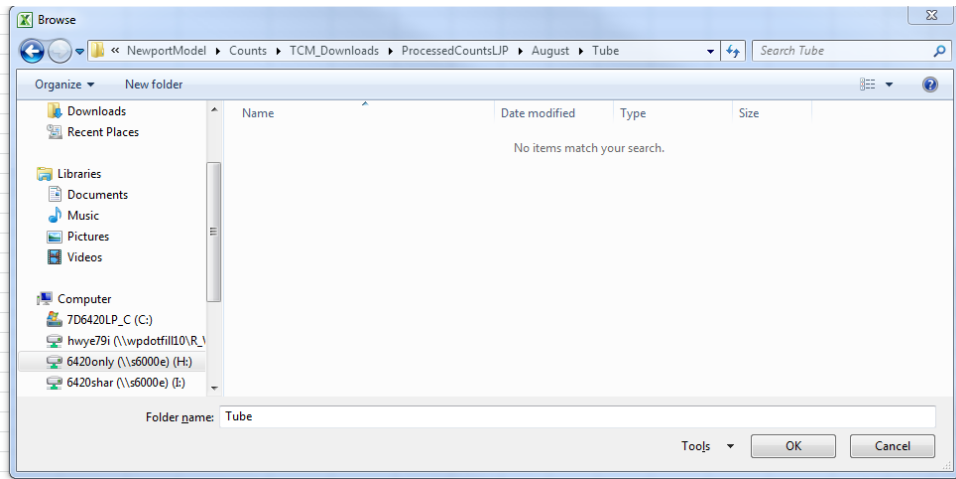 Browse
« NewportModel ▸ Counts ▸ TCM_Downloads ▸ ProcessedCountsLJP ▸ August ▸ Tube
Search Tube
Organize ▾ New folder
Downloads
Recent Places
Libraries
Documents
Music
Pictures
Videos
Computer
7D6420LP_C (C:)
hwye79i (\\wpdotfill10\R_\
6420only (\\s6000e) (H:)
6420shar (\\s6000e) (I:)
Name Date modified Type Size
No items match your search.
Folder name: Tube
Tools ▾ OK Cancel